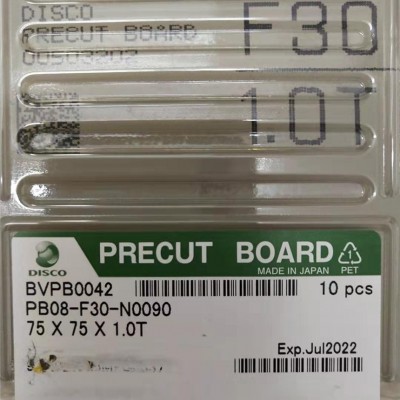 DISCO
PRECUT BOARD
00503202
F30
1.0T
DISCO
PRECUT BOARD
MADE IN JAPAN
PET
BVPB0042
10 pcs
PB08-F30-N0090
75 X 75 X 1.0T
Exp.Jul2022